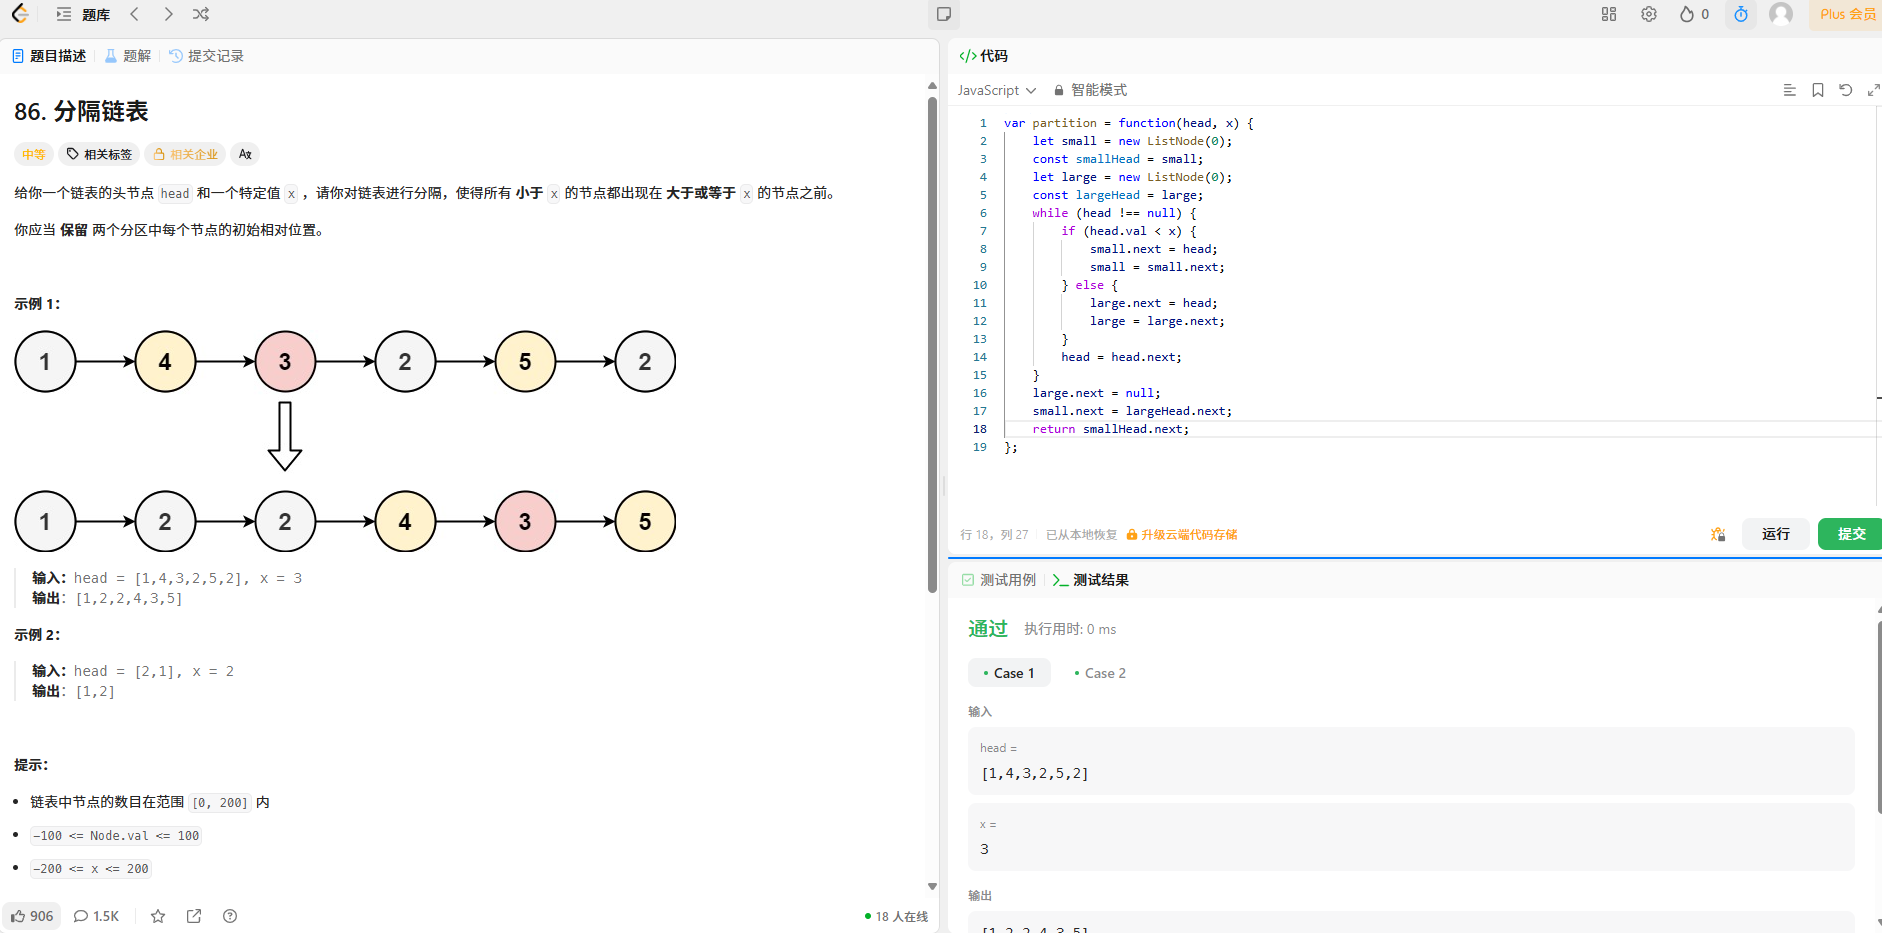 题库
0
Plus 会员
题目描述
题解
提交记录
86. 分隔链表
中等
相关标签
相关企业
给你一个链表的头节点 head 和一个特定值 x ，请你对链表进行分隔，使得所有 小于 x 的节点都出现在 大于或等于 x 的节点之前。
你应当 保留 两个分区中每个节点的初始相对位置。
示例 1：
1 4 3 2 5 2
1 2 2 4 3 5
输入：head = [1,4,3,2,5,2], x = 3
输出：[1,2,2,4,3,5]
示例 2：
输入：head = [2,1], x = 2
输出：[1,2]
提示：
链表中节点的数目在范围 [0, 200] 内
-100 <= Node.val <= 100
-200 <= x <= 200
906
1.5K
18 人在线
代码
JavaScript
智能模式
1 var partition = function(head, x) {
2 let small = new ListNode(0);
3 const smallHead = small;
4 let large = new ListNode(0);
5 const largeHead = large;
6 while (head !== null) {
7 if (head.val < x) {
8 small.next = head;
9 small = small.next;
10 } else {
11 large.next = head;
12 large = large.next;
13 }
14 head = head.next;
15 }
16 large.next = null;
17 small.next = largeHead.next;
18 return smallHead.next;
19 };
行 18，列 27
已从本地恢复
升级云端代码存储
运行
提交
测试用例
测试结果
通过
执行用时: 0 ms
Case 1
Case 2
输入
head =
[1,4,3,2,5,2]
x =
3
输出
[1,2,2,4,3,5]